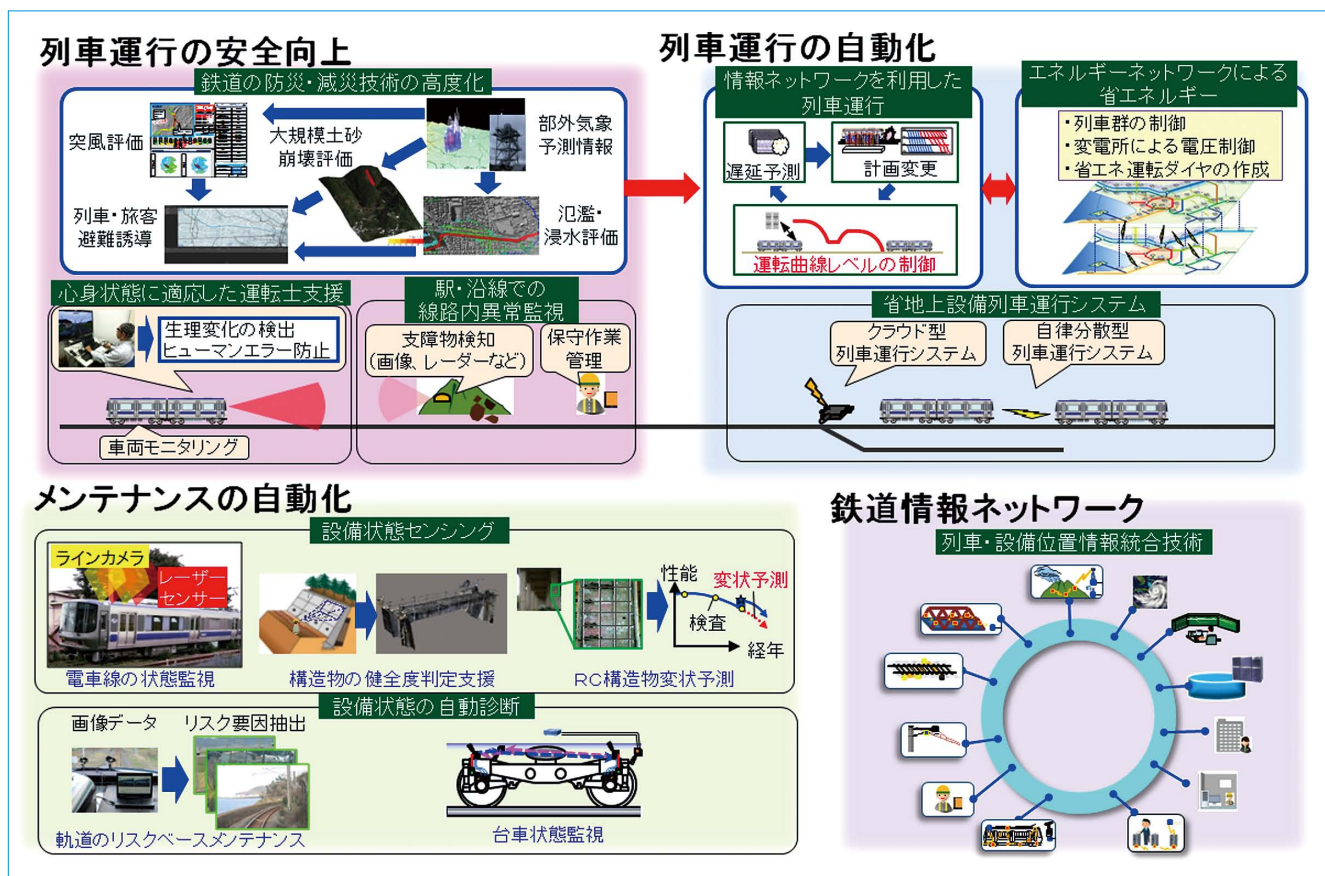 列車運行の安全向上
鉄道の防災・減災技術の高度化
突風評価
大規模土砂
崩壊評価
部外気象
予測情報
列車・旅客
避難誘導
氾濫・
浸水評価
心身状態に適応した運転士支援
生理変化の検出
ヒューマンエラー防止
車両モニタリング
駅・沿線での
線路内異常監視
支障物検知
(画像、レーダーなど)
保守作業
管理
列車運行の自動化
情報ネットワークを利用した
列車運行
遅延予測
計画変更
運転曲線レベルの制御
エネルギーネットワークによる
省エネルギー
・列車群の制御
・変電所による電圧制御
・省エネ運転ダイヤの作成
省地上設備列車運行システム
クラウド型
列車運行システム
自律分散型
列車運行システム
メンテナンスの自動化
設備状態センシング
ラインカメラ
レーザー
センサー
電車線の状態監視
構造物の健全度判定支援
性能
変状予測
検査
経年
RC構造物変状予測
設備状態の自動診断
画像データ
リスク要因抽出
軌道のリスクベースメンテナンス
台車状態監視
鉄道情報ネットワーク
列車・設備位置情報統合技術